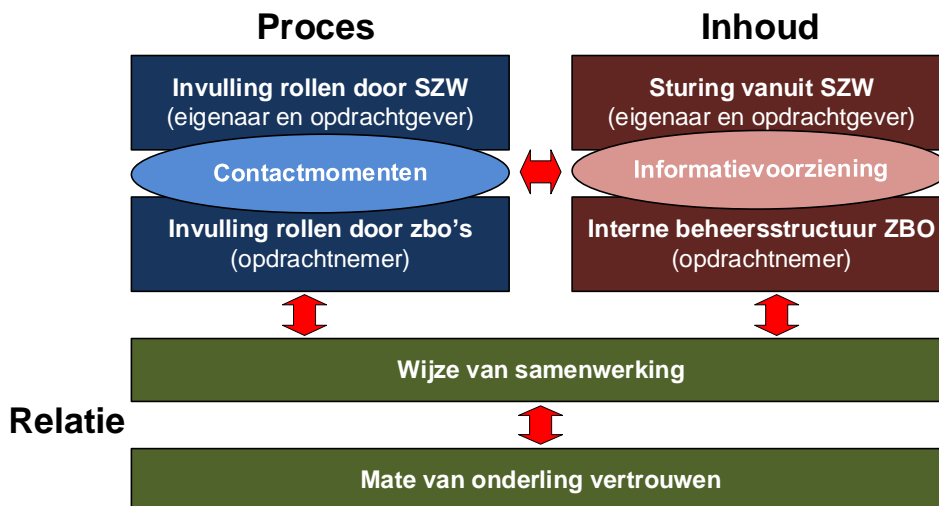 Proces
Inhoud
Invulling rollen door SZW
(eigenaar en opdrachtgever)
Sturing vanuit SZW
(eigenaar en opdrachtgever)
Contactmomenten
Informatievoorziening
Invulling rollen door zbo’s
(opdrachtnemer)
Interne beheersstructuur ZBO
(opdrachtnemer)
Wijze van samenwerking
Relatie
Mate van onderling vertrouwen